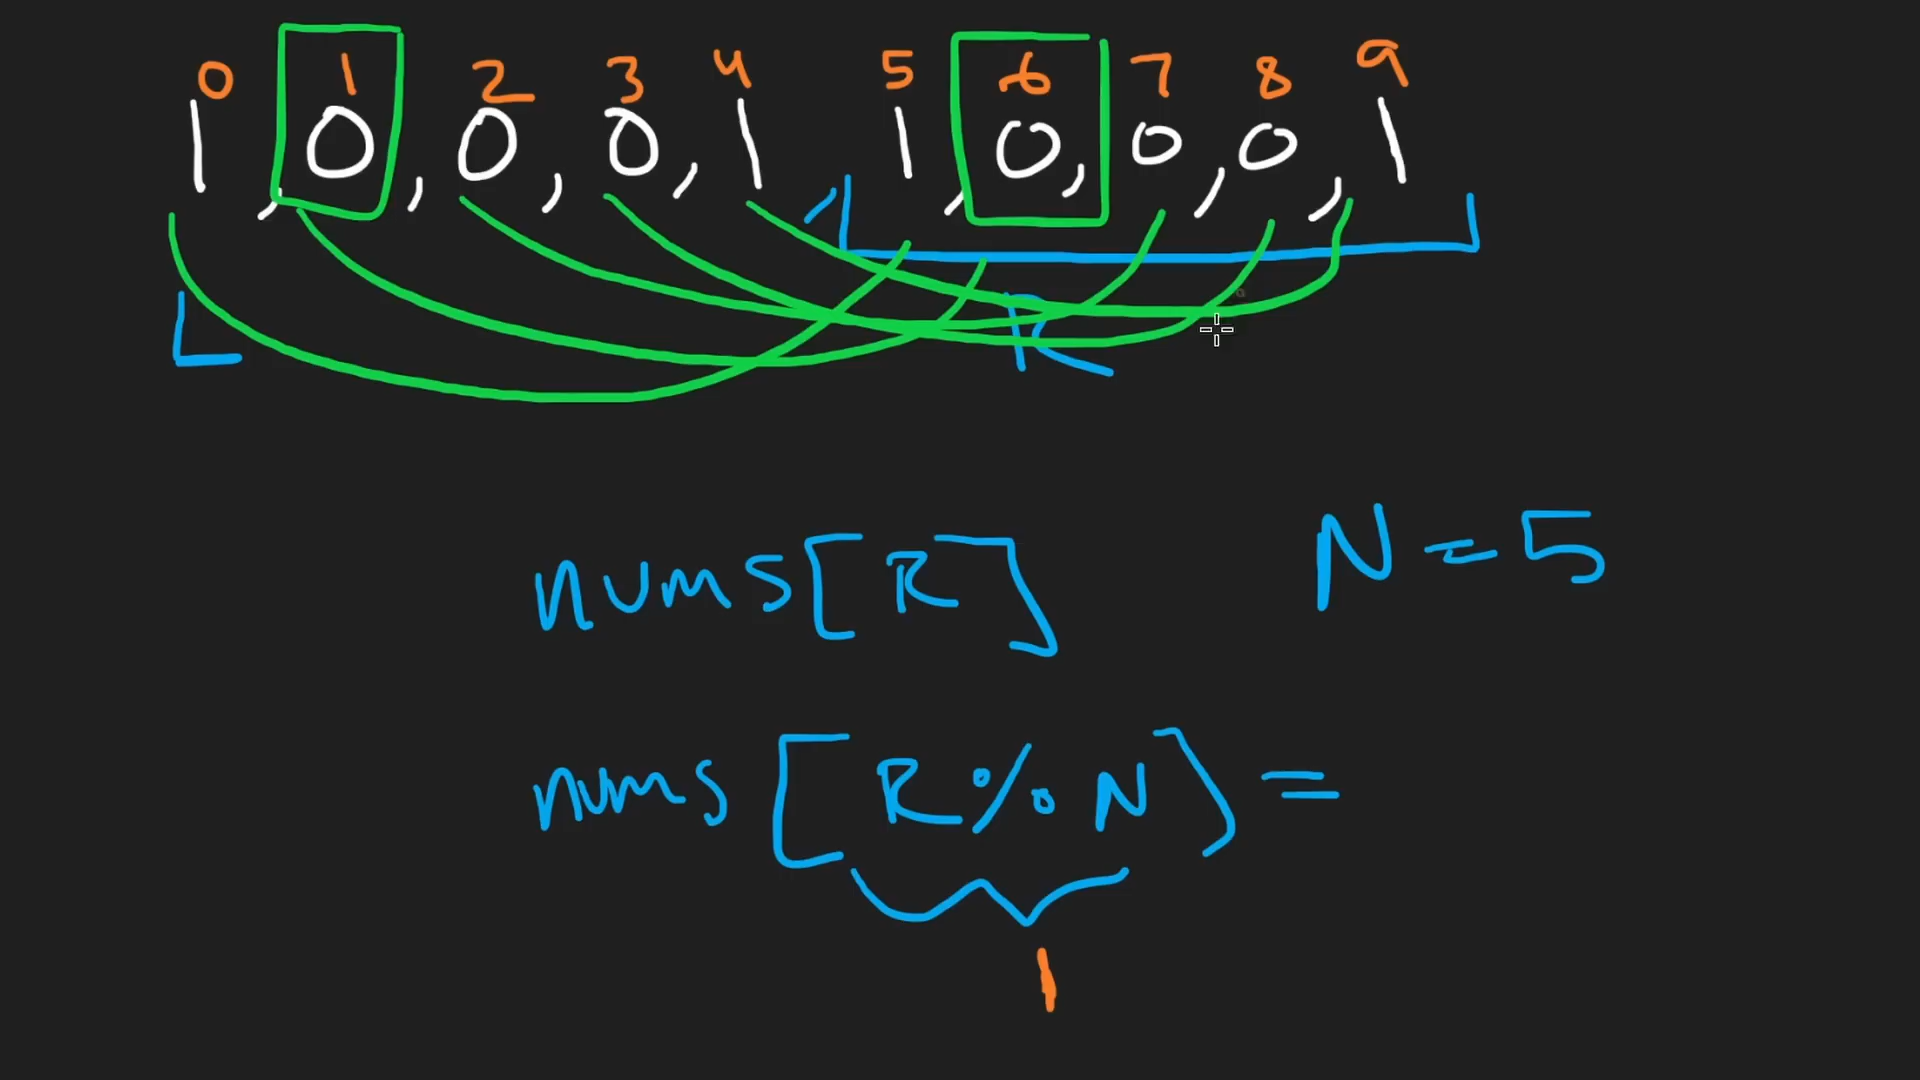 0 1 2 3 4 5 6 7 8 9
1, 0, 0, 0, 1, 1, 0, 0, 0, 1
L R
nums[R] N=5
nums[R%N]=
1